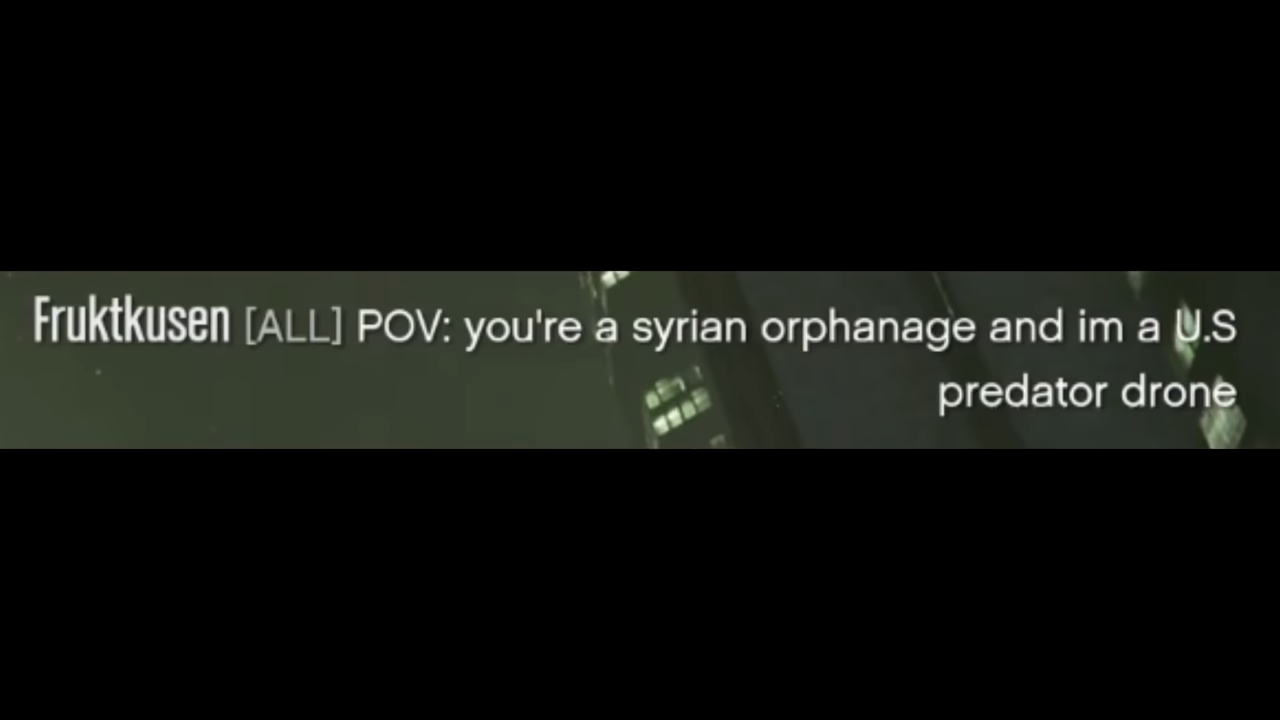 Fruktkusen [ALL] POV: you're a syrian orphanage and im a U.S
predator drone